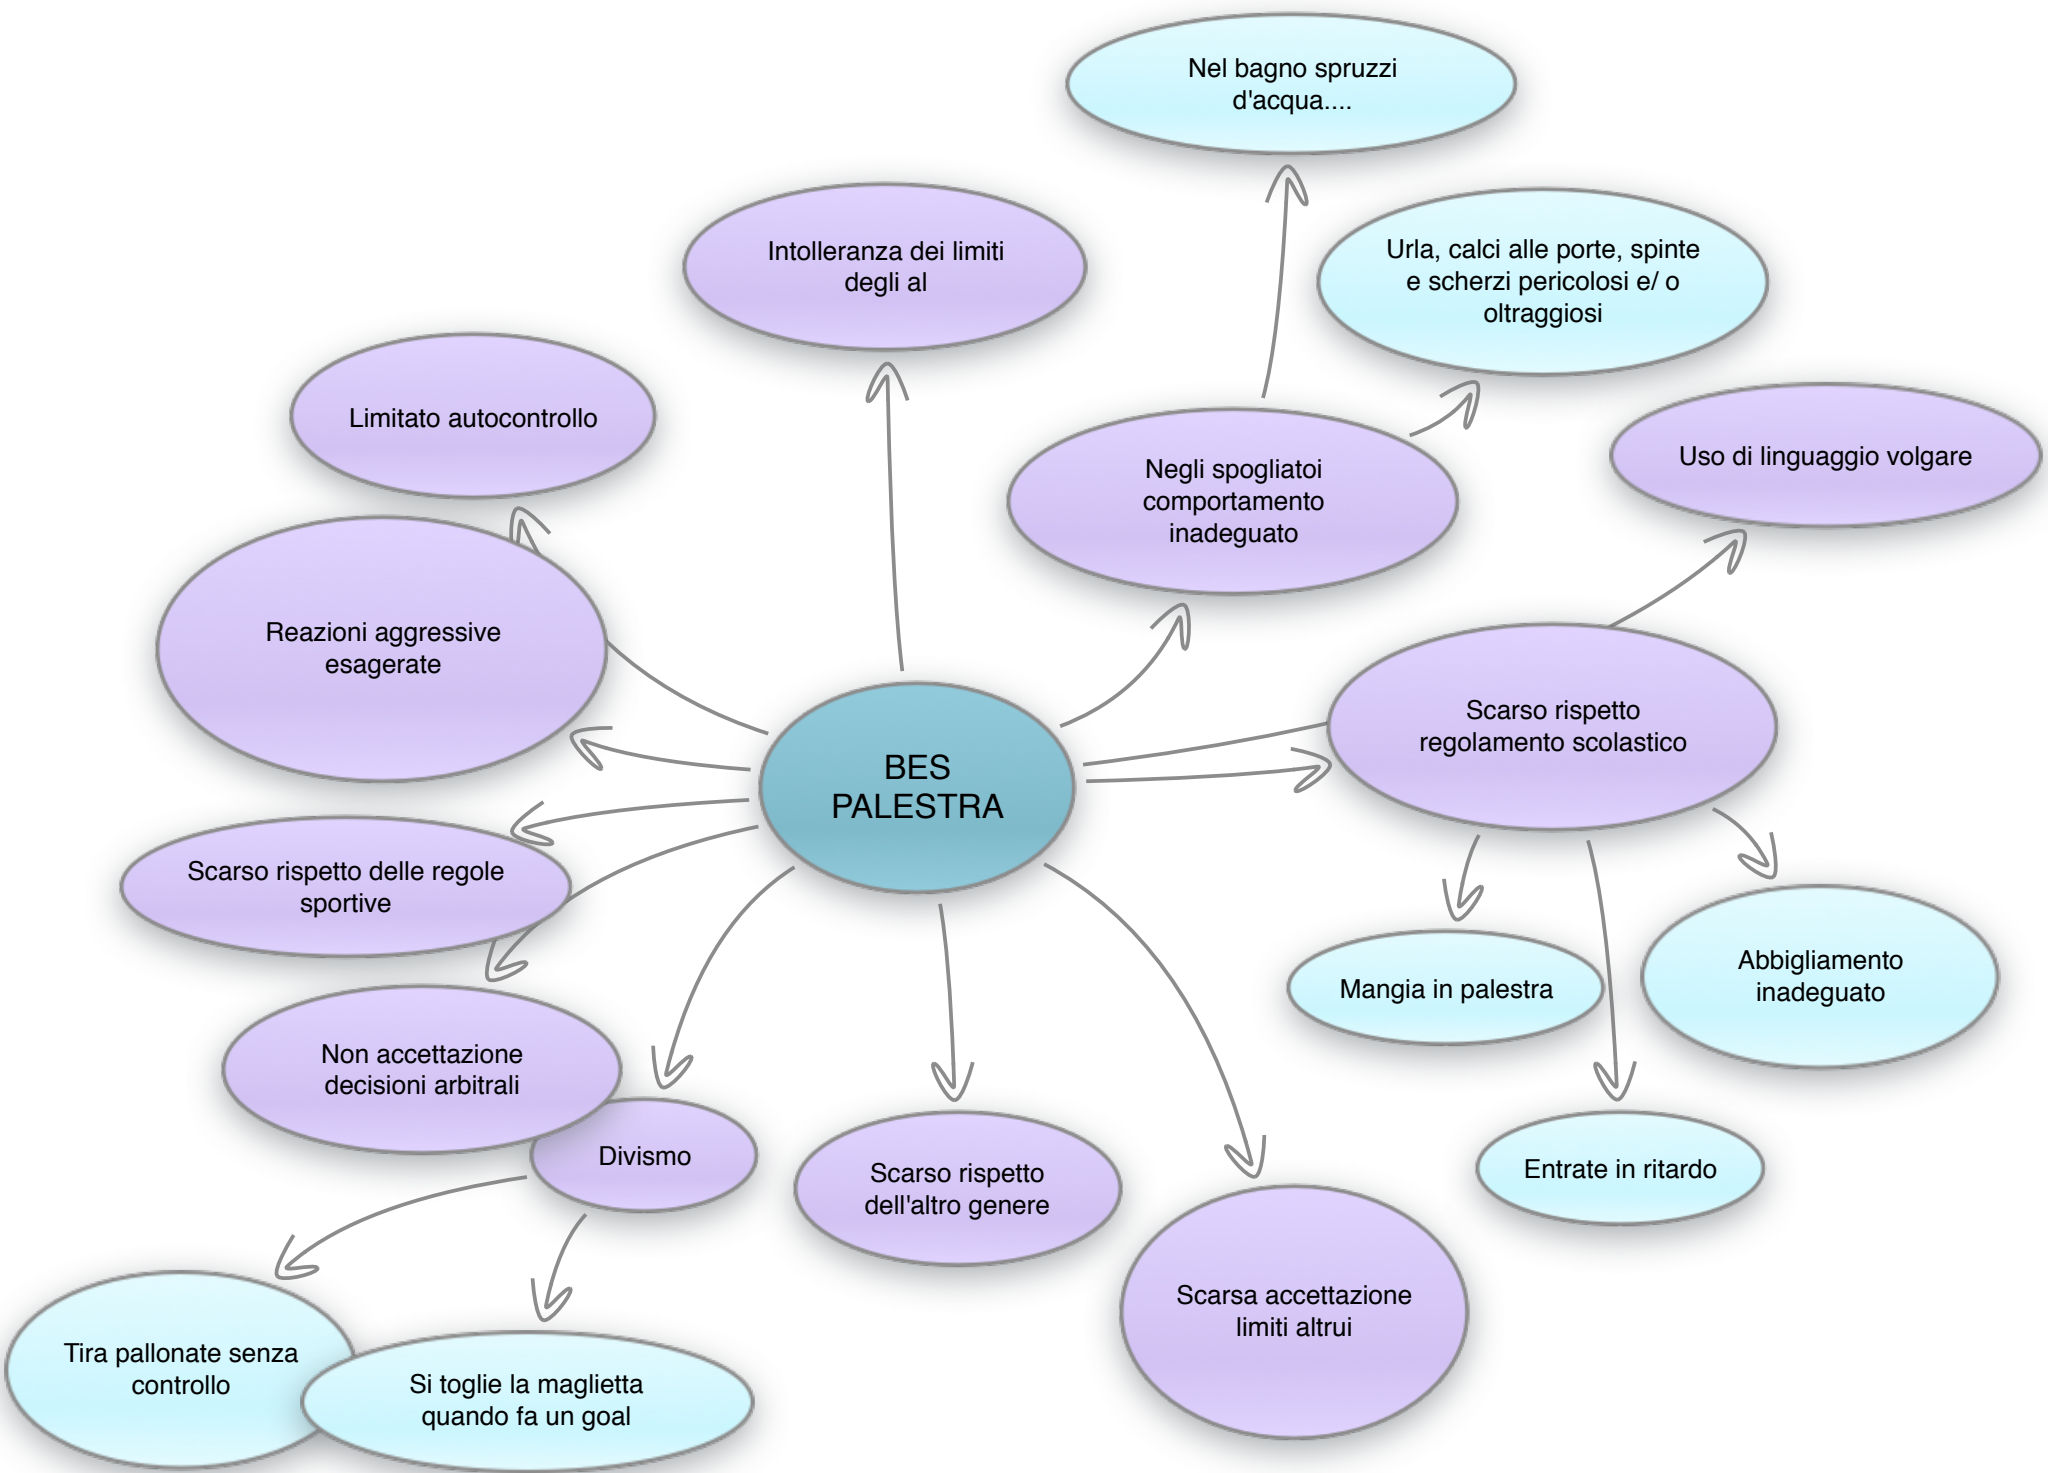 Nel bagno spruzzi
d'acqua....
Intolleranza dei limiti
degli al
Urla, calci alle porte, spinte
e scherzi pericolosi e/ o
oltraggiosi
Limitato autocontrollo
Negli spogliatoi
comportamento
inadeguato
Uso di linguaggio volgare
Reazioni aggressive
esagerate
Scarso rispetto
regolamento scolastico
BES
PALESTRA
Scarso rispetto delle regole
sportive
Mangia in palestra
Abbigliamento
inadeguato
Non accettazione
decisioni arbitrali
Divismo
Scarso rispetto
dell'altro genere
Entrate in ritardo
Scarsa accettazione
limiti altrui
Tira pallonate senza
controllo
Si toglie la maglietta
quando fa un goal